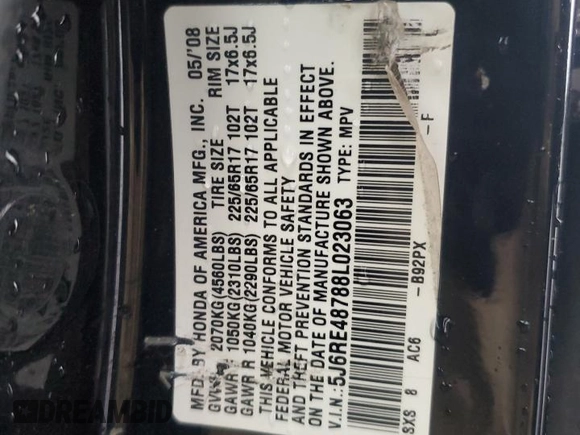 MFD. BY HONDA OF AMERICA MFG., INC. 05/'08
GVWR 2070KG(4560LBS) TIRE SIZE RIM SIZE
GAWR F 1050KG(2310LBS) 225/65R17 102T 17x6.5J
GAWR R 1040KG(2290LBS) 225/65R17 102T 17x6.5J
THIS VEHICLE CONFORMS TO ALL APPLICABLE
FEDERAL MOTOR VEHICLE SAFETY
AND THEFT PREVENTION STANDARDS IN EFFECT
ON THE DATE OF MANUFACTURE SHOWN ABOVE.
V.I.N.:5J6RE48788L023063 TYPE: MPV
SXS 8 AC6 -B92PX -F
DREAMBID